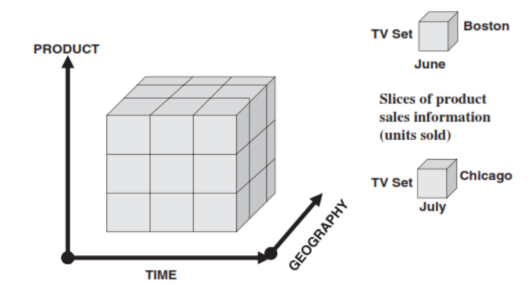 PRODUCT
TIME
GEOGRAPHY
TV Set
Boston
June
Slices of product
sales information
(units sold)
TV Set
Chicago
July